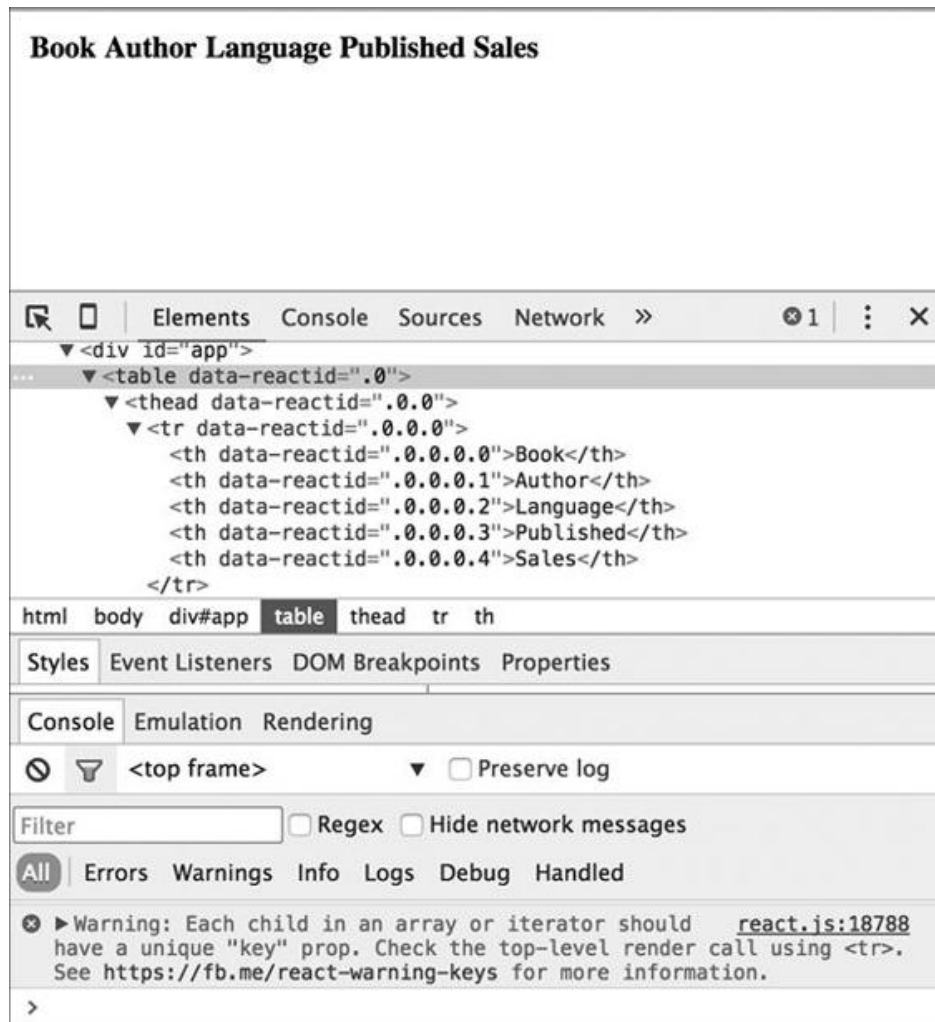 Book Author Language Published Sales
Elements Console Sources Network » 1
▼<div id="app">
... ▼<table data-reactid=".0">
▼<thead data-reactid=".0.0">
▼<tr data-reactid=".0.0.0">
<th data-reactid=".0.0.0.0">Book</th>
<th data-reactid=".0.0.0.1">Author</th>
<th data-reactid=".0.0.0.2">Language</th>
<th data-reactid=".0.0.0.3">Published</th>
<th data-reactid=".0.0.0.4">Sales</th>
</tr>
html body div#app table thead tr th
Styles Event Listeners DOM Breakpoints Properties
Console Emulation Rendering
<top frame> ▼ Preserve log
Filter Regex Hide network messages
All Errors Warnings Info Logs Debug Handled
▶Warning: Each child in an array or iterator should react.js:18788
have a unique "key" prop. Check the top-level render call using <tr>.
See https://fb.me/react-warning-keys for more information.
>